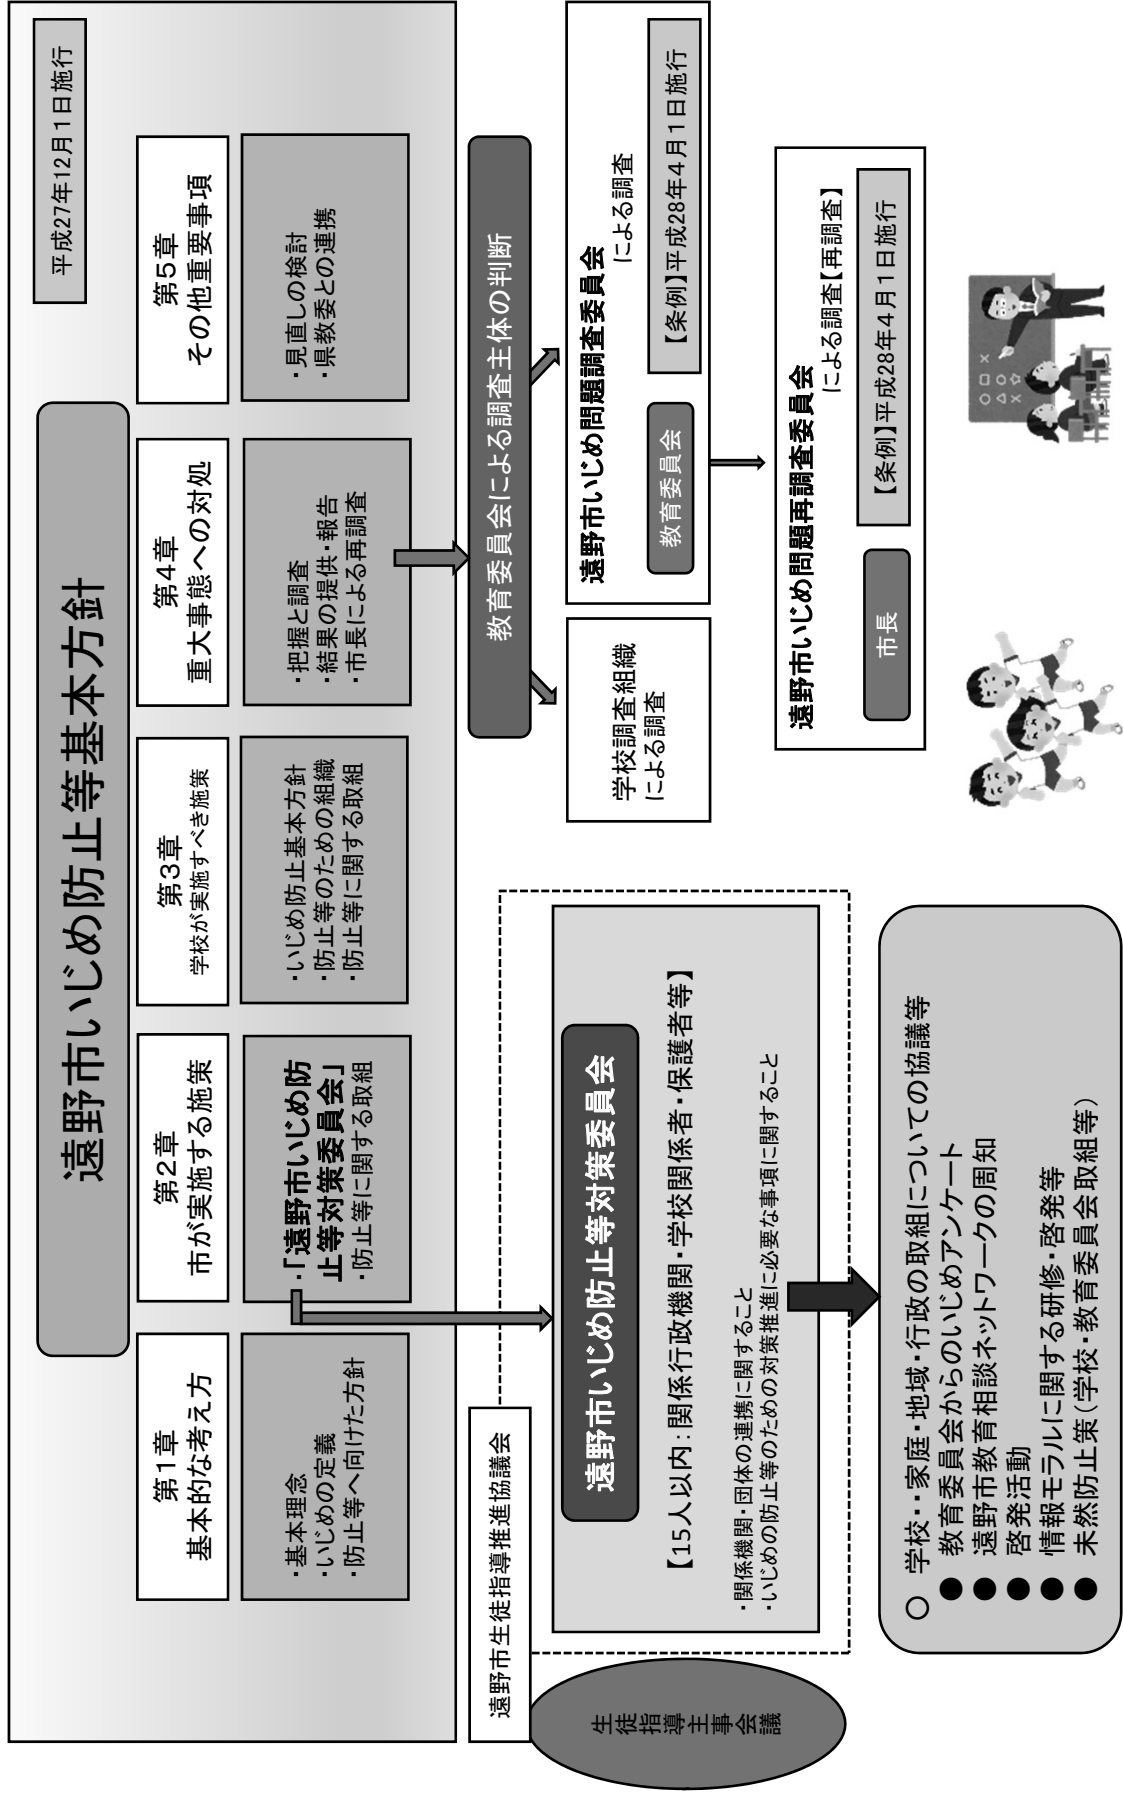 遠野市いじめ防止等基本方針
平成27年12月1日施行
第1章
基本的な考え方
・基本理念
・いじめの定義
・防止等へ向けた方針
第2章
市が実施する施策
・「遠野市いじめ防
止等対策委員会」
・防止等に関する取組
第3章
学校が実施すべき施策
・いじめ防止基本方針
・防止等のための組織
・防止等に関する取組
第4章
重大事態への対処
・把握と調査
・結果の提供・報告
・市長による再調査
第5章
その他重要事項
・見直しの検討
・県教委との連携
遠野市生徒指導推進協議会
生徒指導主事会議
遠野市いじめ防止等対策委員会
【15人以内：関係行政機関・学校関係者・保護者等】
・関係機関・団体の連携に関すること
・いじめの防止等のための対策推進に必要な事項に関すること
○ 学校・・家庭・地域・行政の取組についての協議等
● 教育委員会からのいじめアンケート
● 遠野市教育相談ネットワークの周知
● 啓発活動
● 情報モラルに関する研修・啓発等
● 未然防止策（学校・教育委員会取組等）
教育委員会による調査主体の判断
学校調査組織
による調査
遠野市いじめ問題調査委員会
による調査
教育委員会
【条例】平成28年4月1日施行
遠野市いじめ問題再調査委員会
による調査【再調査】
市長
【条例】平成28年4月1日施行